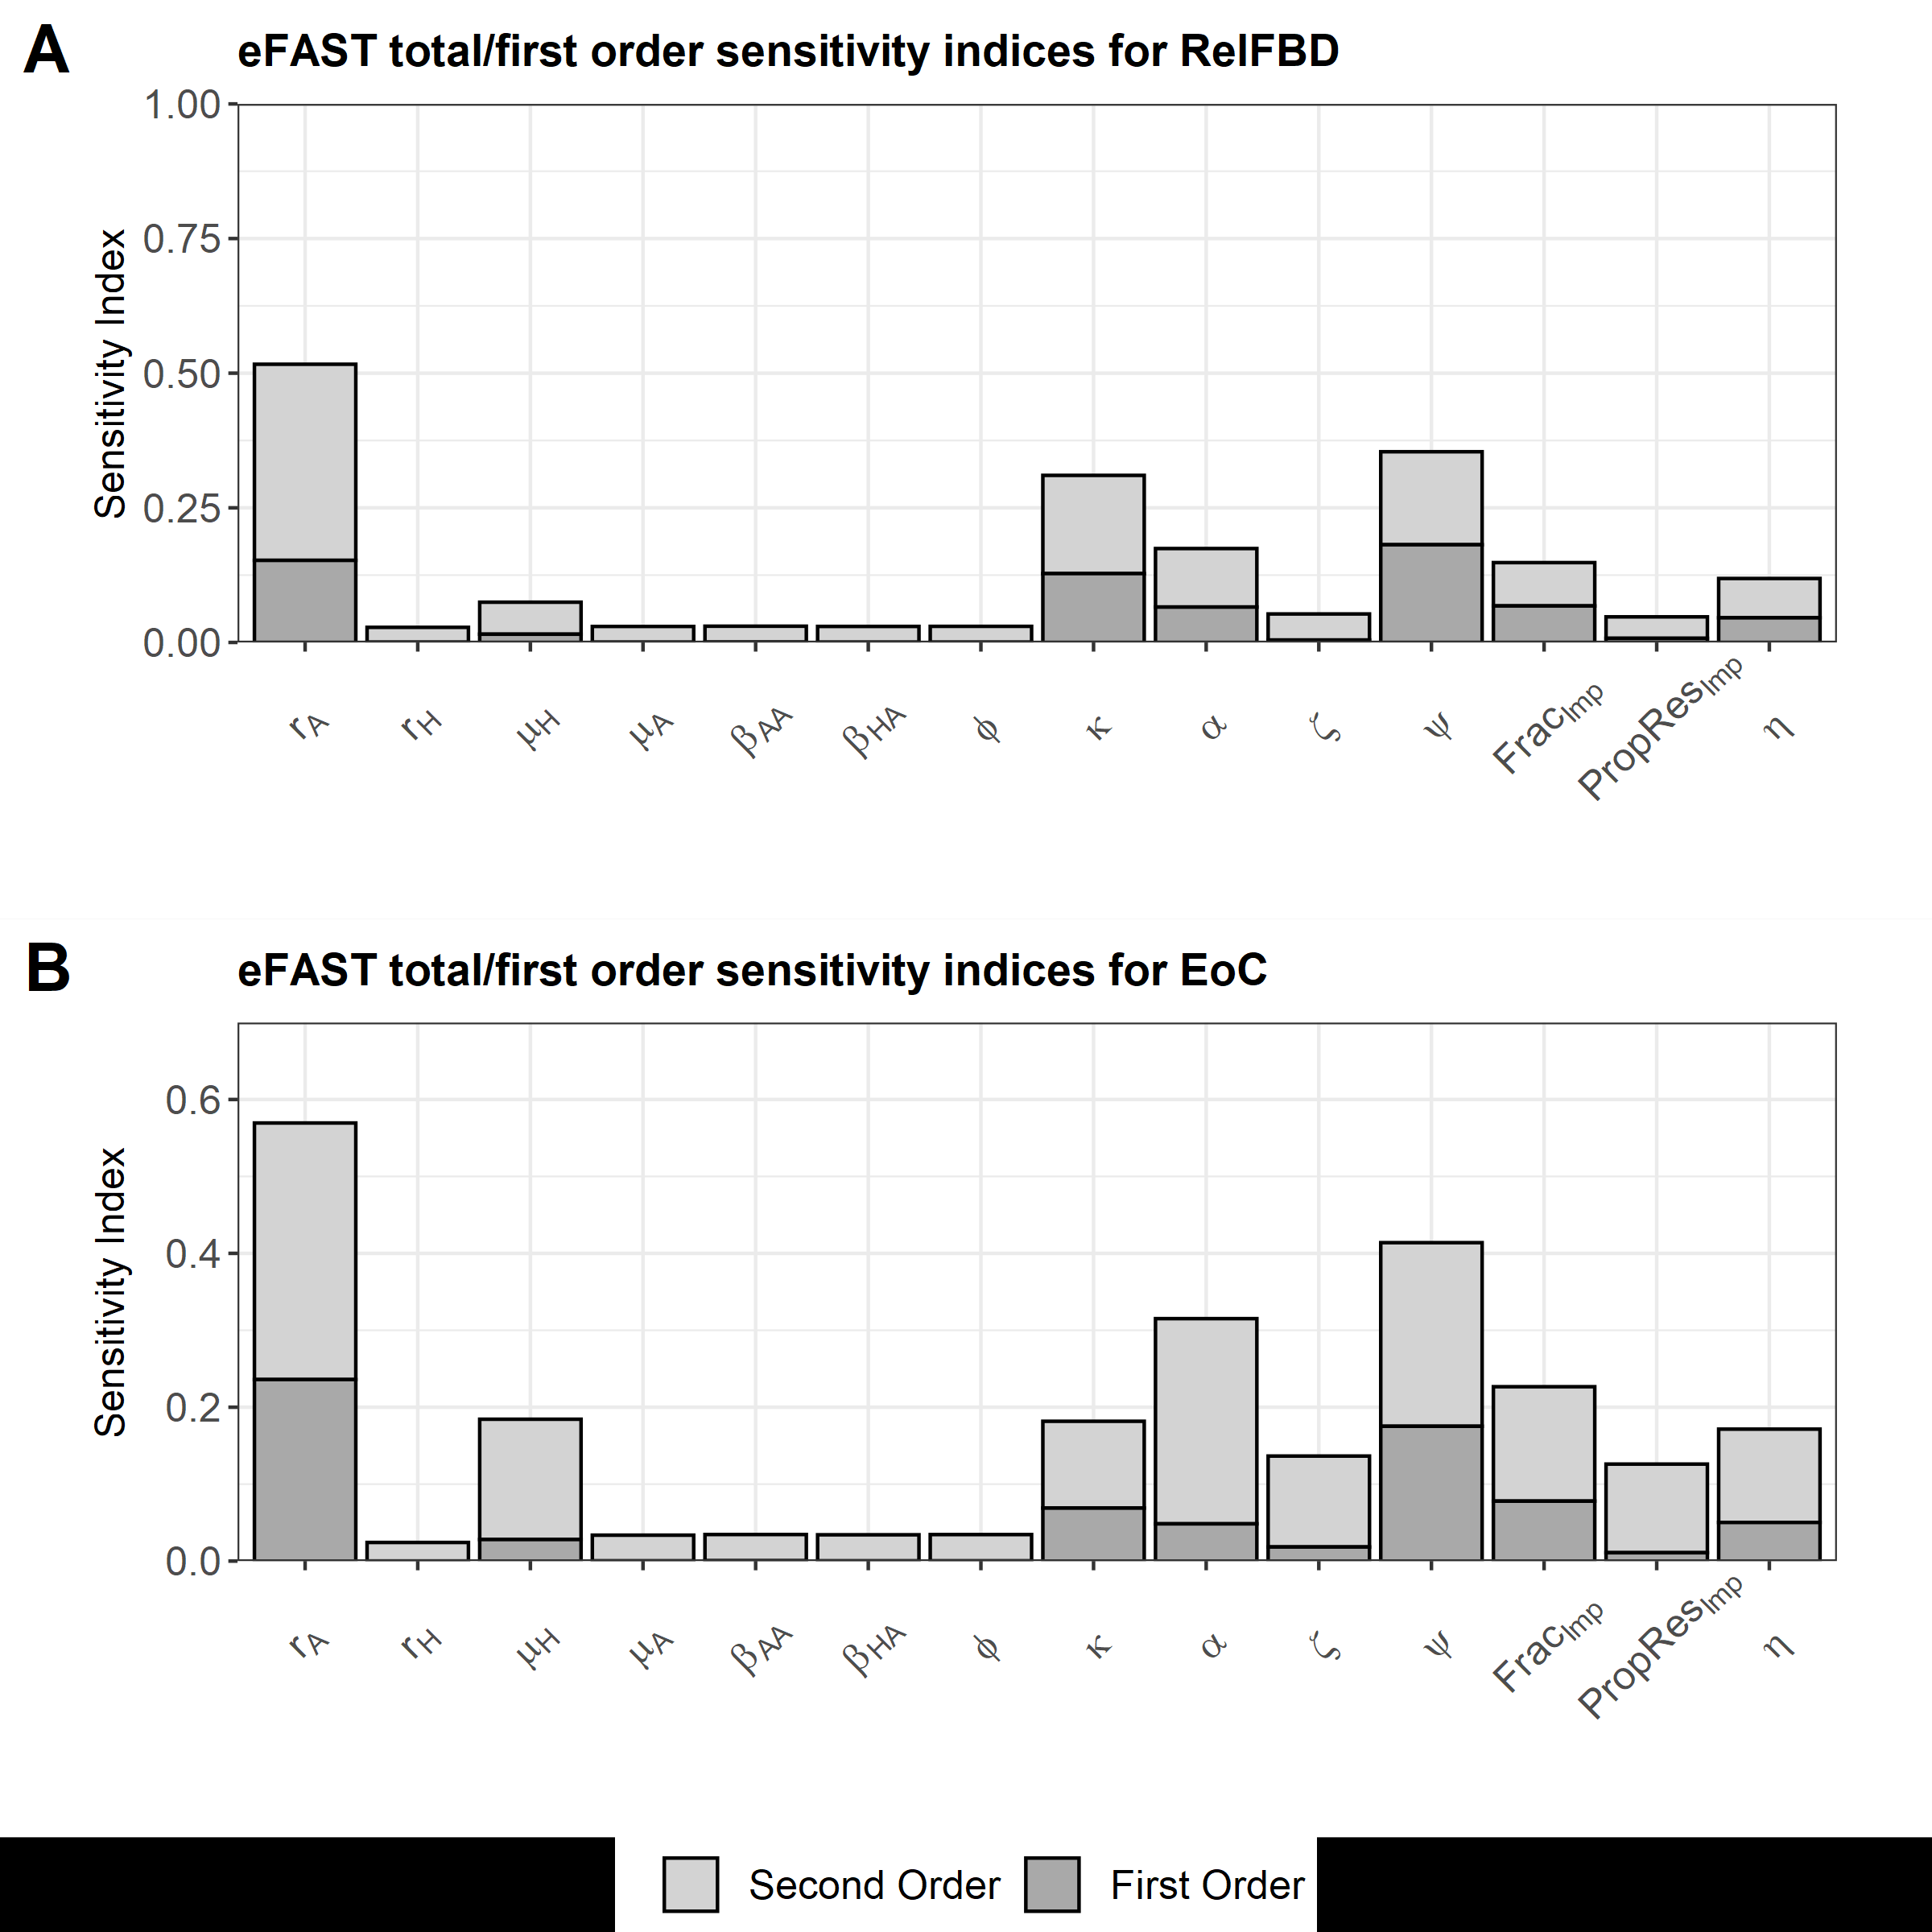 A
eFAST total/first order sensitivity indices for RelFBD
Sensitivity Index
1.00
0.75
0.50
0.25
0.00
rA rH μH μA βAA βHA ϕ κ α ζ ψ FracImp PropResImp η
B
eFAST total/first order sensitivity indices for EoC
Sensitivity Index
0.6
0.4
0.2
0.0
rA rH μH μA βAA βHA ϕ κ α ζ ψ FracImp PropResImp η
Second Order First Order